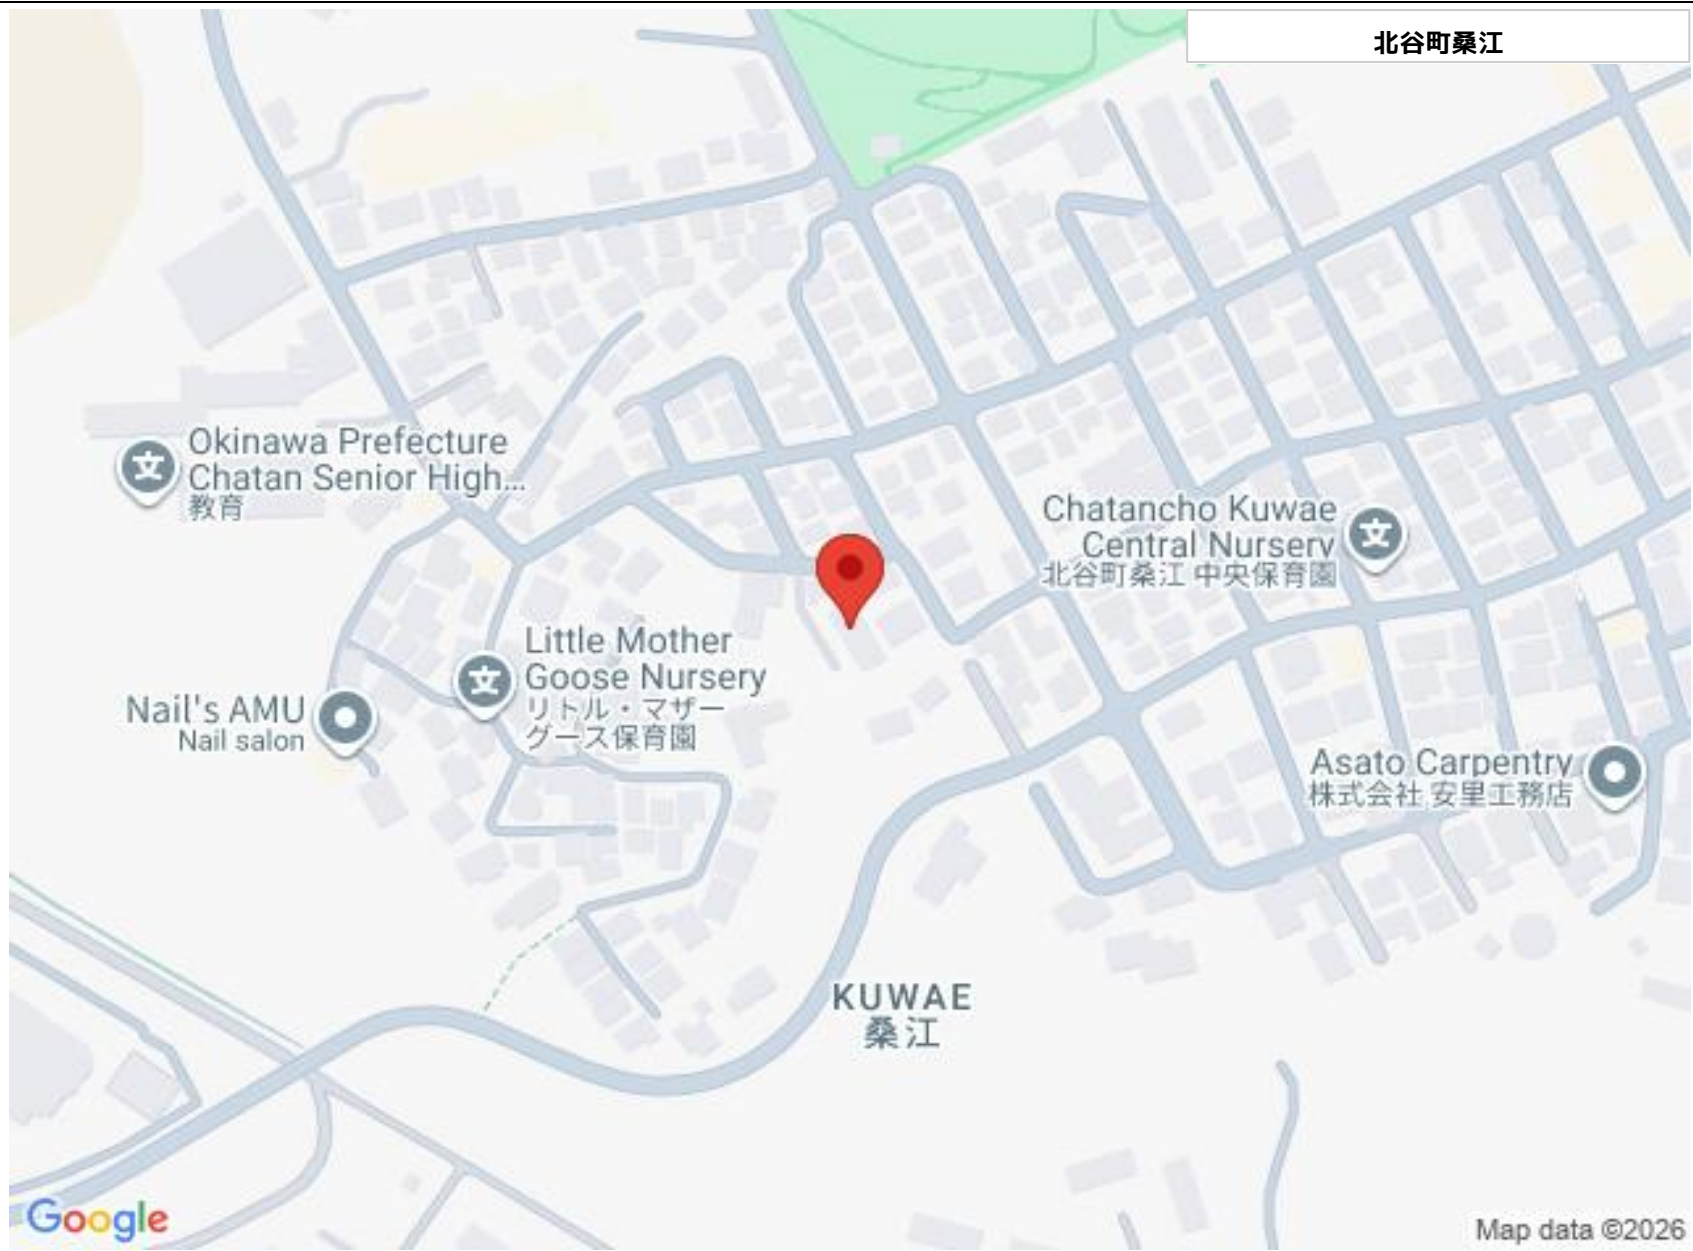 北谷町桑江
Okinawa Prefecture
Chatan Senior High...
教育
Chatancho Kuwae
Central Nursery
北谷町桑江 中央保育園
Little Mother
Goose Nursery
リトル・マザー
グース保育園
Nail's AMU
Nail salon
Asato Carpentry
株式会社 安里工務店
KUWAE
桑江
Google
Map data ©2026